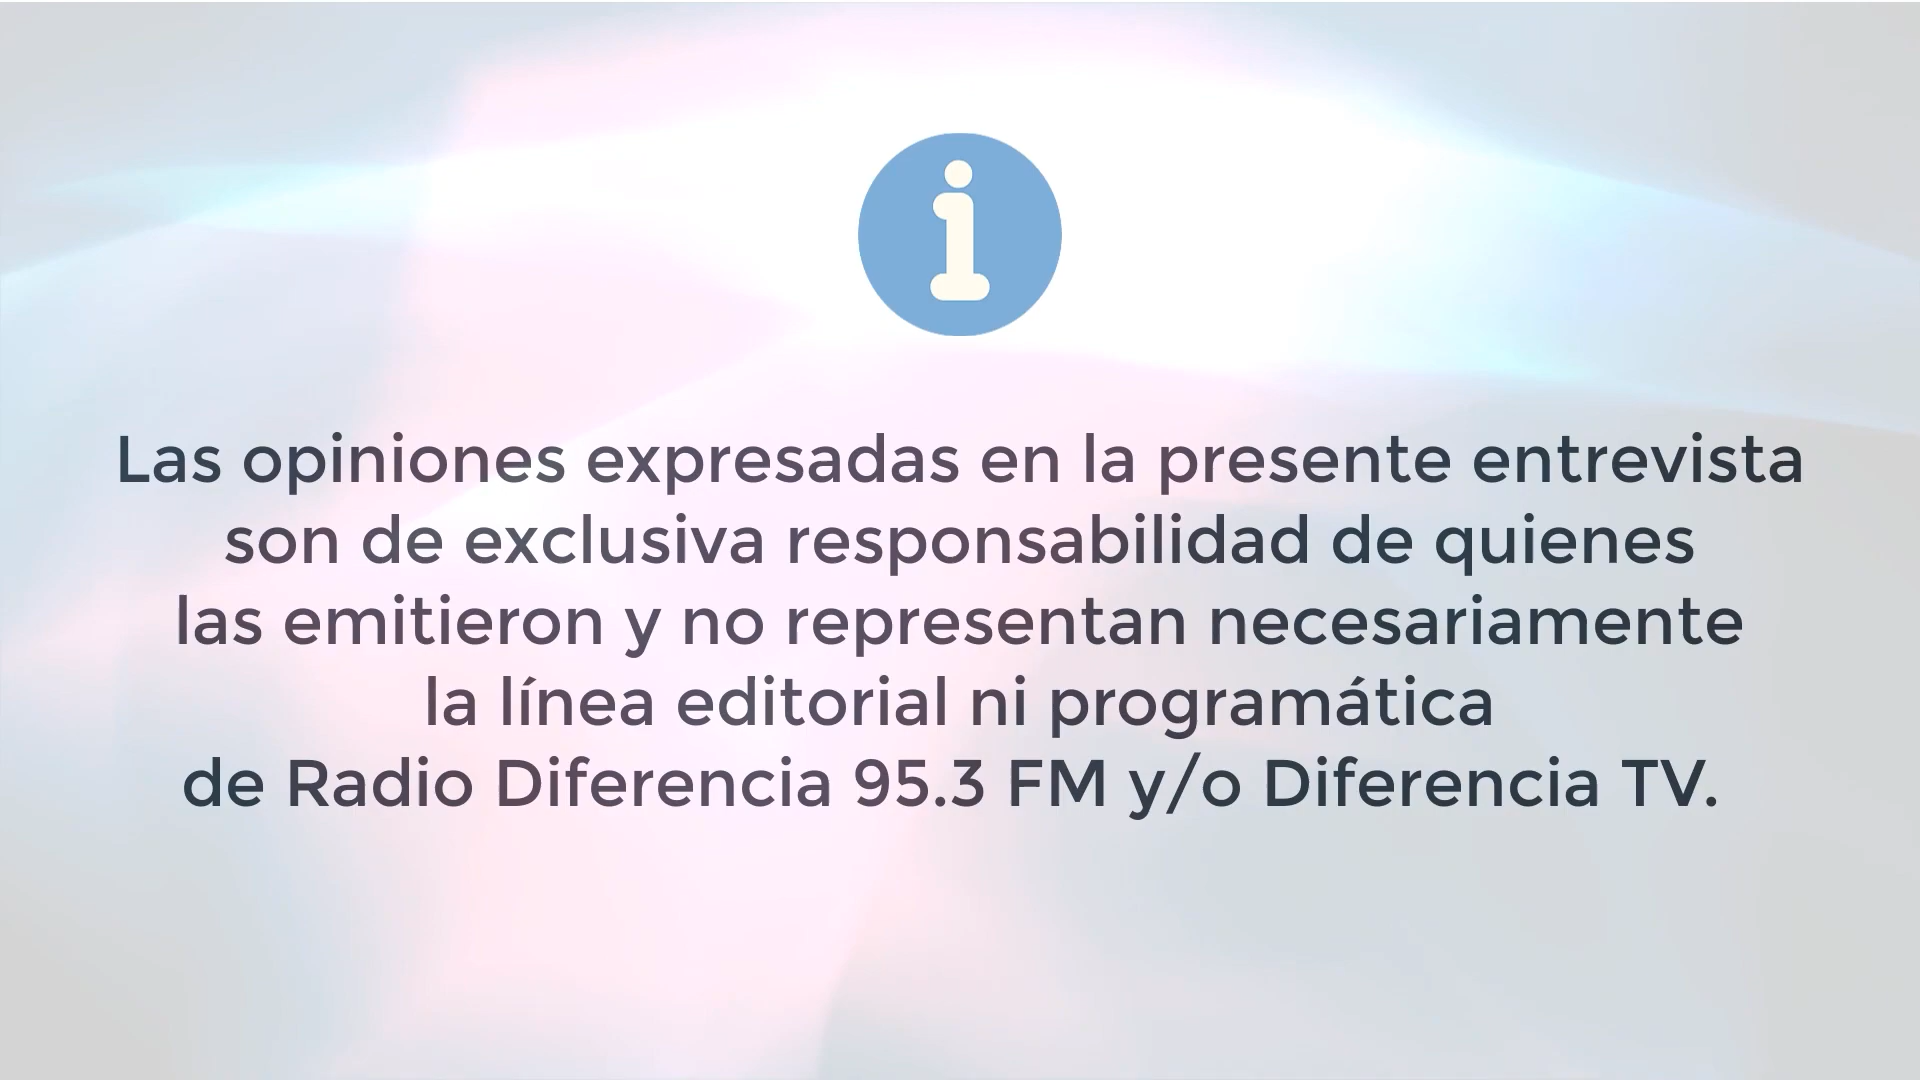 Las opiniones expresadas en la presente entrevista
son de exclusiva responsabilidad de quienes
las emitieron y no representan necesariamente
la línea editorial ni programática
de Radio Diferencia 95.3 FM y/o Diferencia TV.